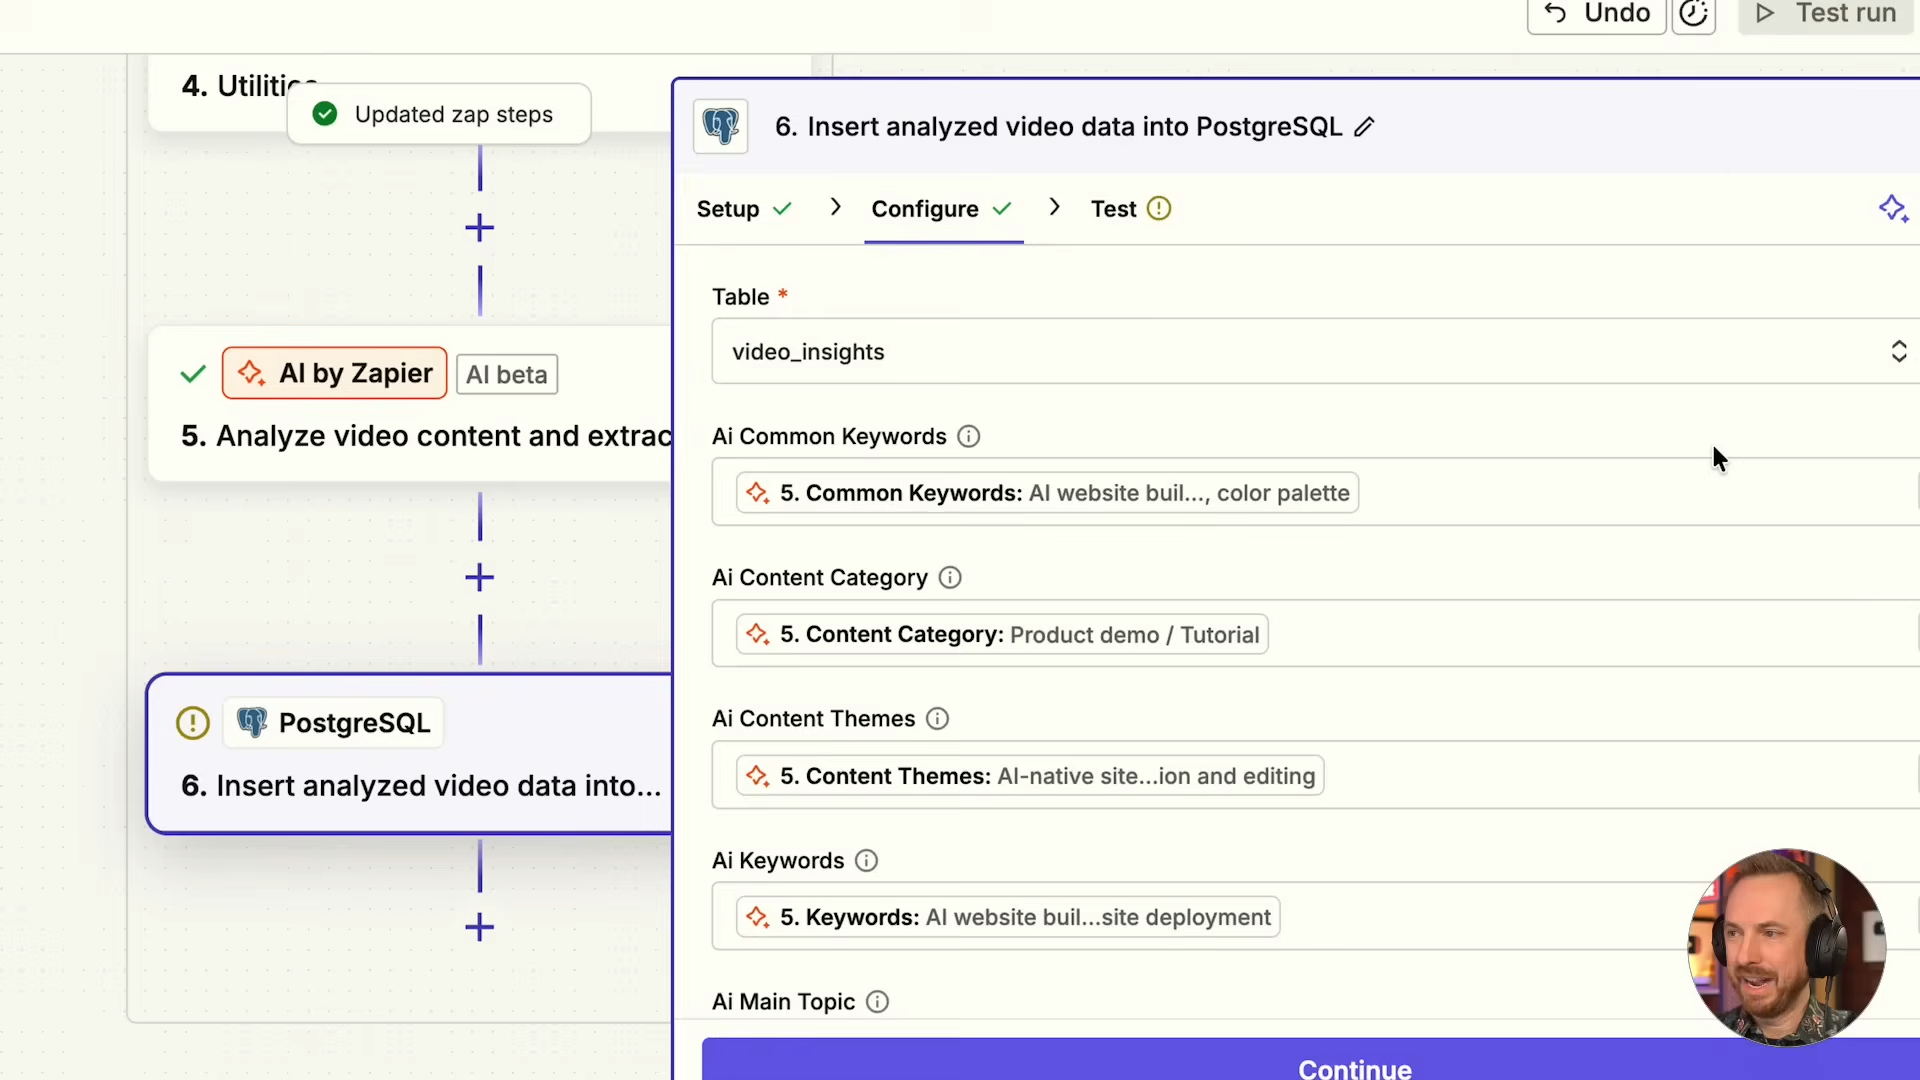 Undo
Test run
4. Utilities
Updated zap steps
6. Insert analyzed video data into PostgreSQL
Setup
Configure
Test
Table *
video_insights
AI by Zapier
AI beta
5. Analyze video content and extrac
Ai Common Keywords
5. Common Keywords: AI website buil..., color palette
Ai Content Category
5. Content Category: Product demo / Tutorial
Ai Content Themes
5. Content Themes: AI-native site...ion and editing
PostgreSQL
6. Insert analyzed video data into...
Ai Keywords
5. Keywords: AI website buil...site deployment
Ai Main Topic
Continue